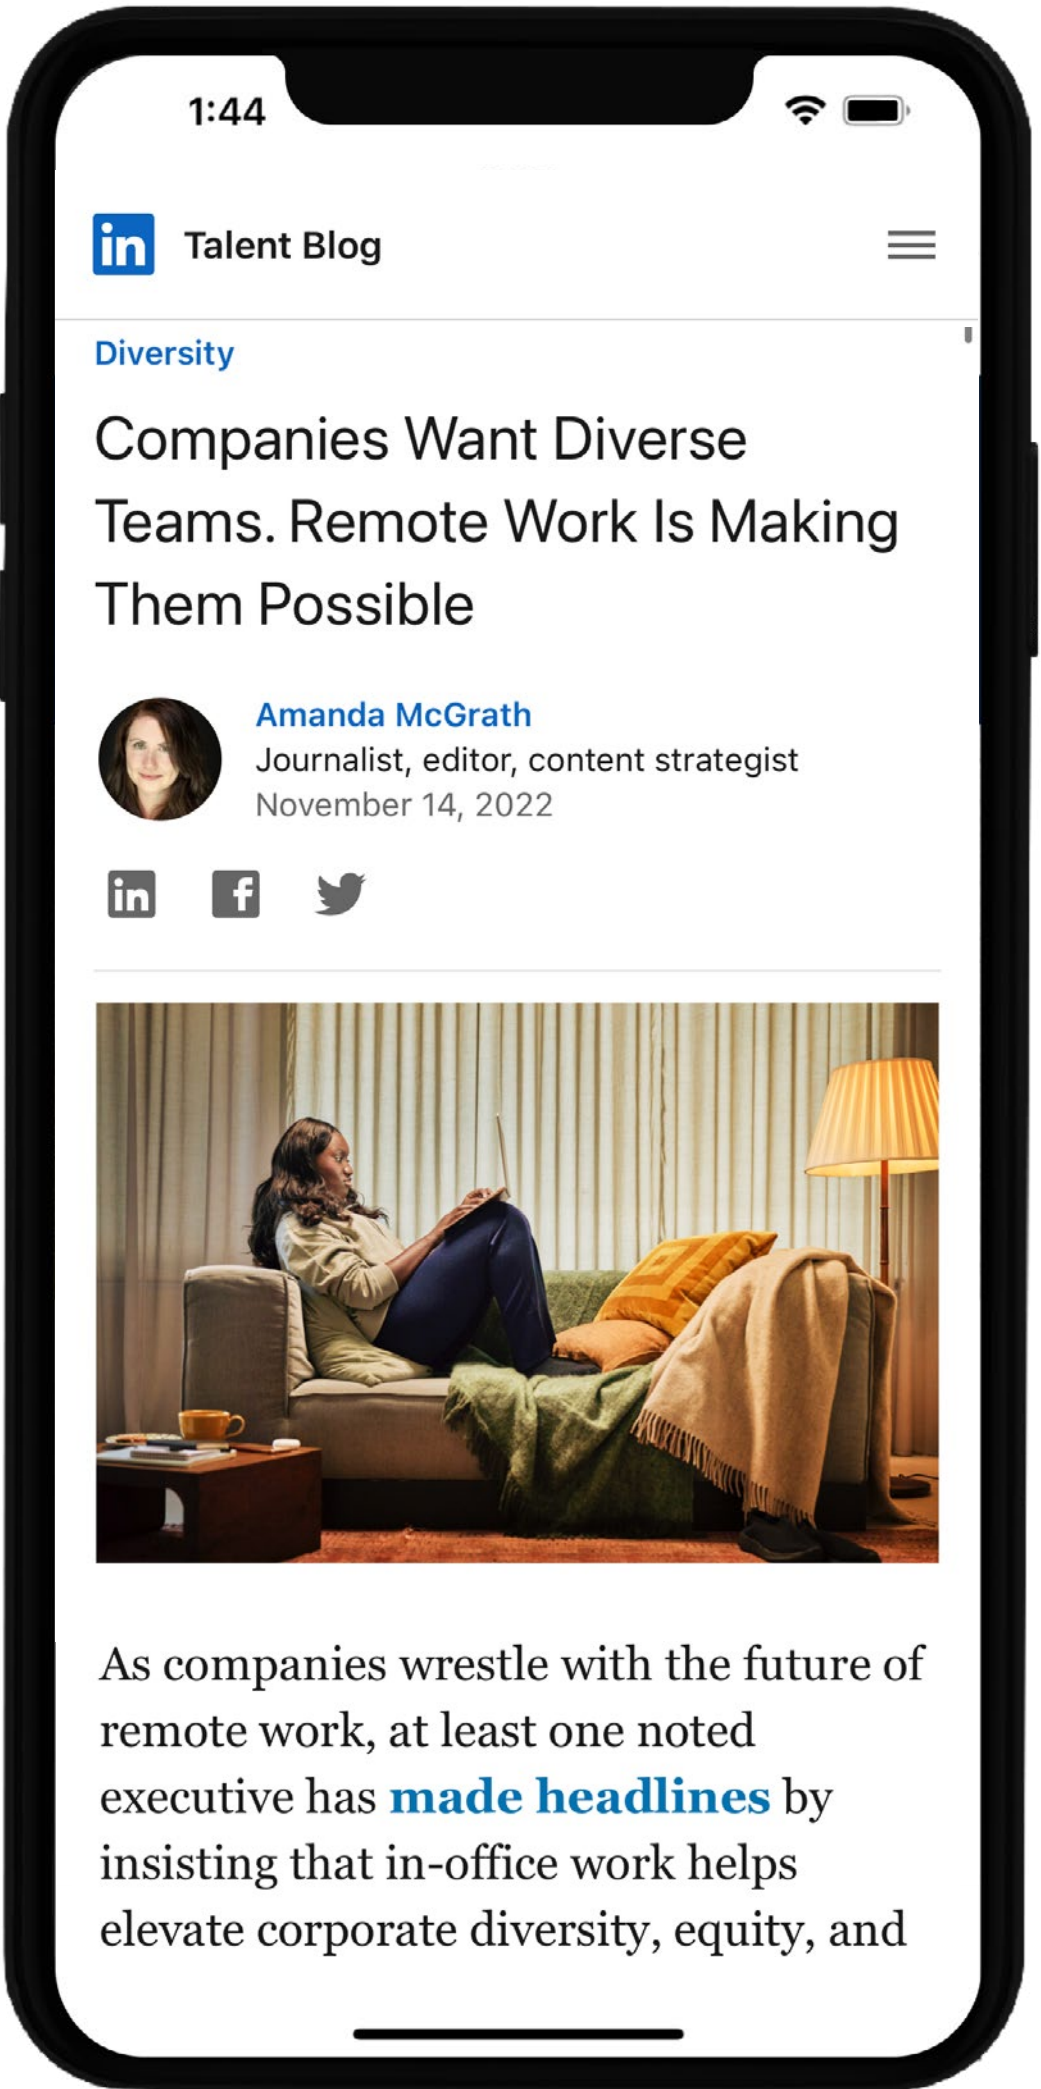 1:44
in Talent Blog
Diversity
Companies Want Diverse
Teams. Remote Work Is Making
Them Possible
Amanda McGrath
Journalist, editor, content strategist
November 14, 2022
in f
As companies wrestle with the future of
remote work, at least one noted
executive has made headlines by
insisting that in-office work helps
elevate corporate diversity, equity, and